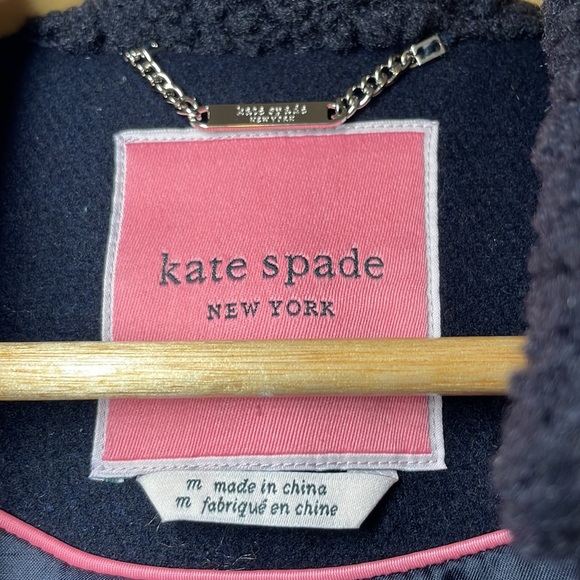 kate spade
NEW YORK
kate spade
NEW YORK
m made in china
m fabriqué en chine